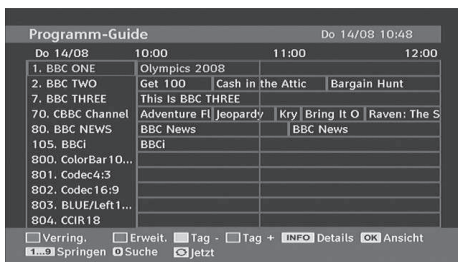 Programm-Guide Do 14/08 10:48
Do 14/08 10:00 11:00 12:00
1. BBC ONE Olympics 2008
2. BBC TWO Get 100 Cash in the Attic Bargain Hunt
7. BBC THREE This Is BBC THREE
70. CBBC Channel Adventure Fl Jeopardy Kry Bring It O Raven: The S
80. BBC NEWS BBC News BBC News
105. BBCi BBCi
800. ColorBar10...
801. Codec4:3
802. Codec16:9
803. BLUE/Left1...
804. CCIR18
Verring. Erweit. Tag - Tag + INFO Details OK Ansicht
1...9 Springen 0 Suche Jetzt